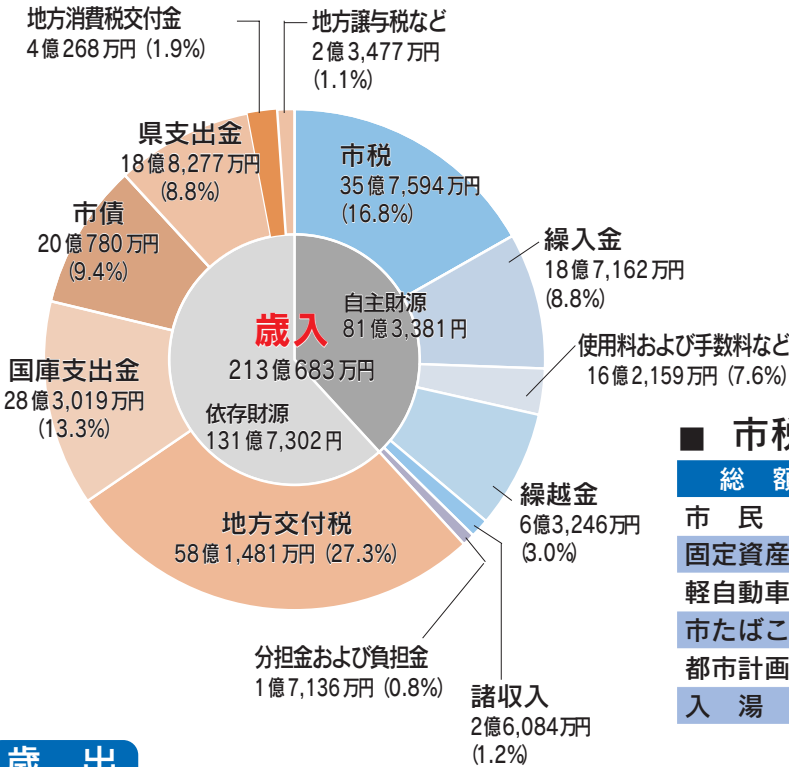 地方消費税交付金
4億268万円 (1.9%)
地方譲与税など
2億3,477万円
(1.1%)
県支出金
18億8,277万円
(8.8%)
市税
35億7,594万円
(16.8%)
市債
20億780万円
(9.4%)
繰入金
18億7,162万円
(8.8%)
自主財源
81億3,381円
歳入
213億683万円
使用料および手数料など
16億2,159万円 (7.6%)
国庫支出金
28億3,019万円
(13.3%)
依存財源
131億7,302円
■ 市税
総 額
市 民
固定資産
軽自動車
市たばこ
都市計画
入 湯
繰越金
6億3,246万円
(3.0%)
地方交付税
58億1,481万円 (27.3%)
分担金および負担金
1億7,136万円 (0.8%)
諸収入
2億6,084万円
(1.2%)
歳 出